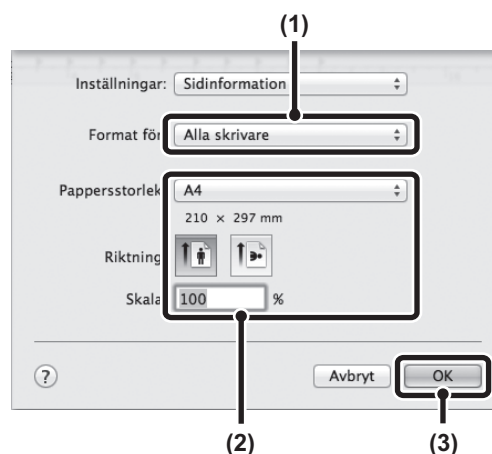 (1)
Inställningar: Sidinformation
Format för Alla skrivare
Pappersstorlek A4
210 × 297 mm
Riktning
Skala 100 %
? Avbryt OK
(2) (3)